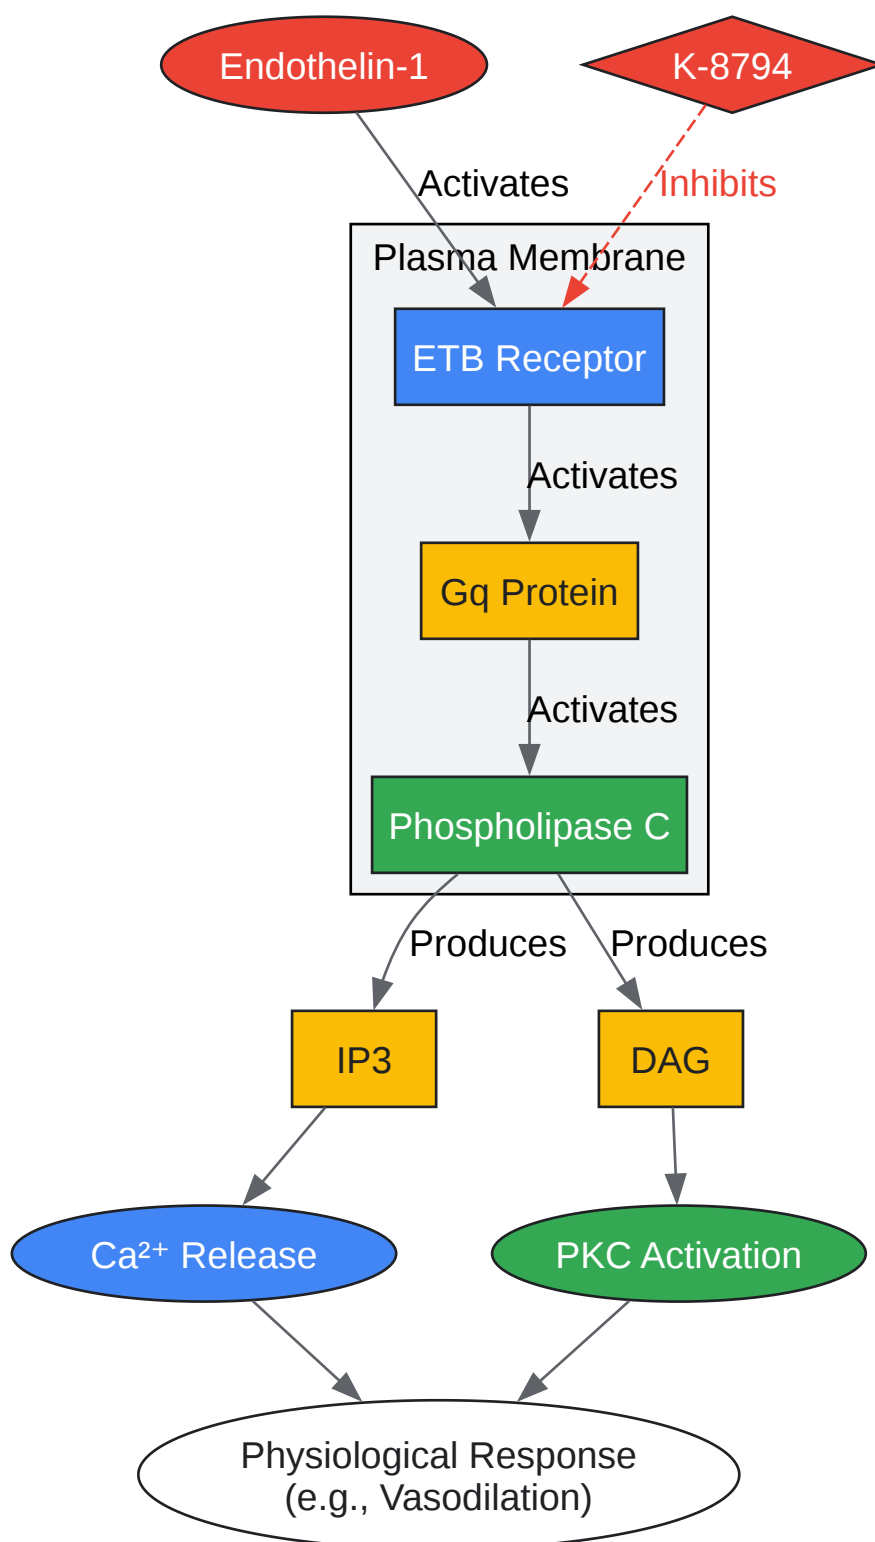 Endothelin-1
K-8794
Activates
Inhibits
Plasma Membrane
ETB Receptor
Activates
Gq Protein
Activates
Phospholipase C
Produces
Produces
IP3
DAG
Ca²⁺ Release
PKC Activation
Physiological Response
(e.g., Vasodilation)